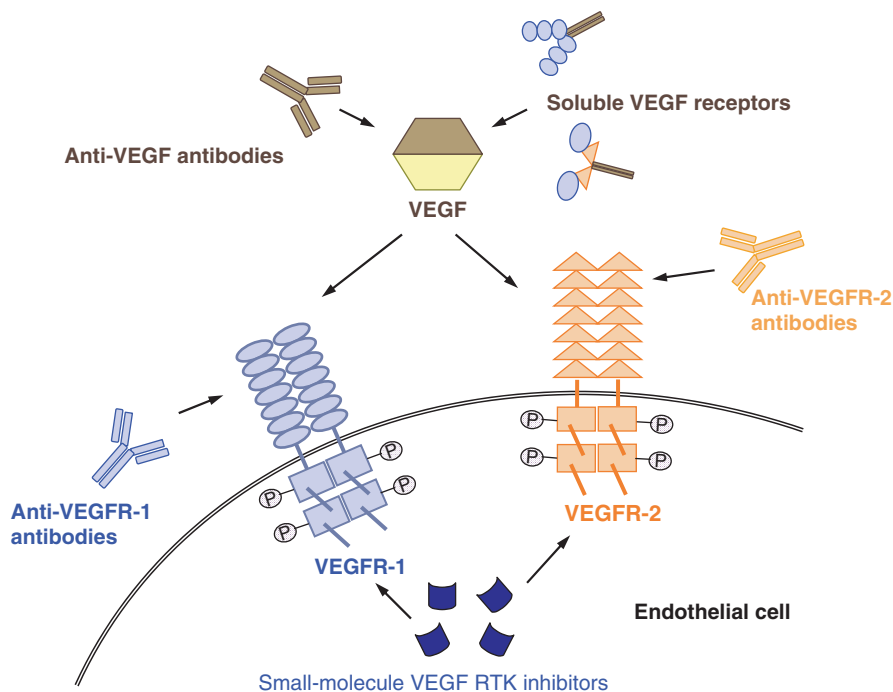 Soluble VEGF receptors
Anti-VEGF antibodies
VEGF
Anti-VEGFR-2
antibodies
Anti-VEGFR-1
antibodies
P
P
P
P
P
P
P
P
VEGFR-1
VEGFR-2
Endothelial cell
Small-molecule VEGF RTK inhibitors